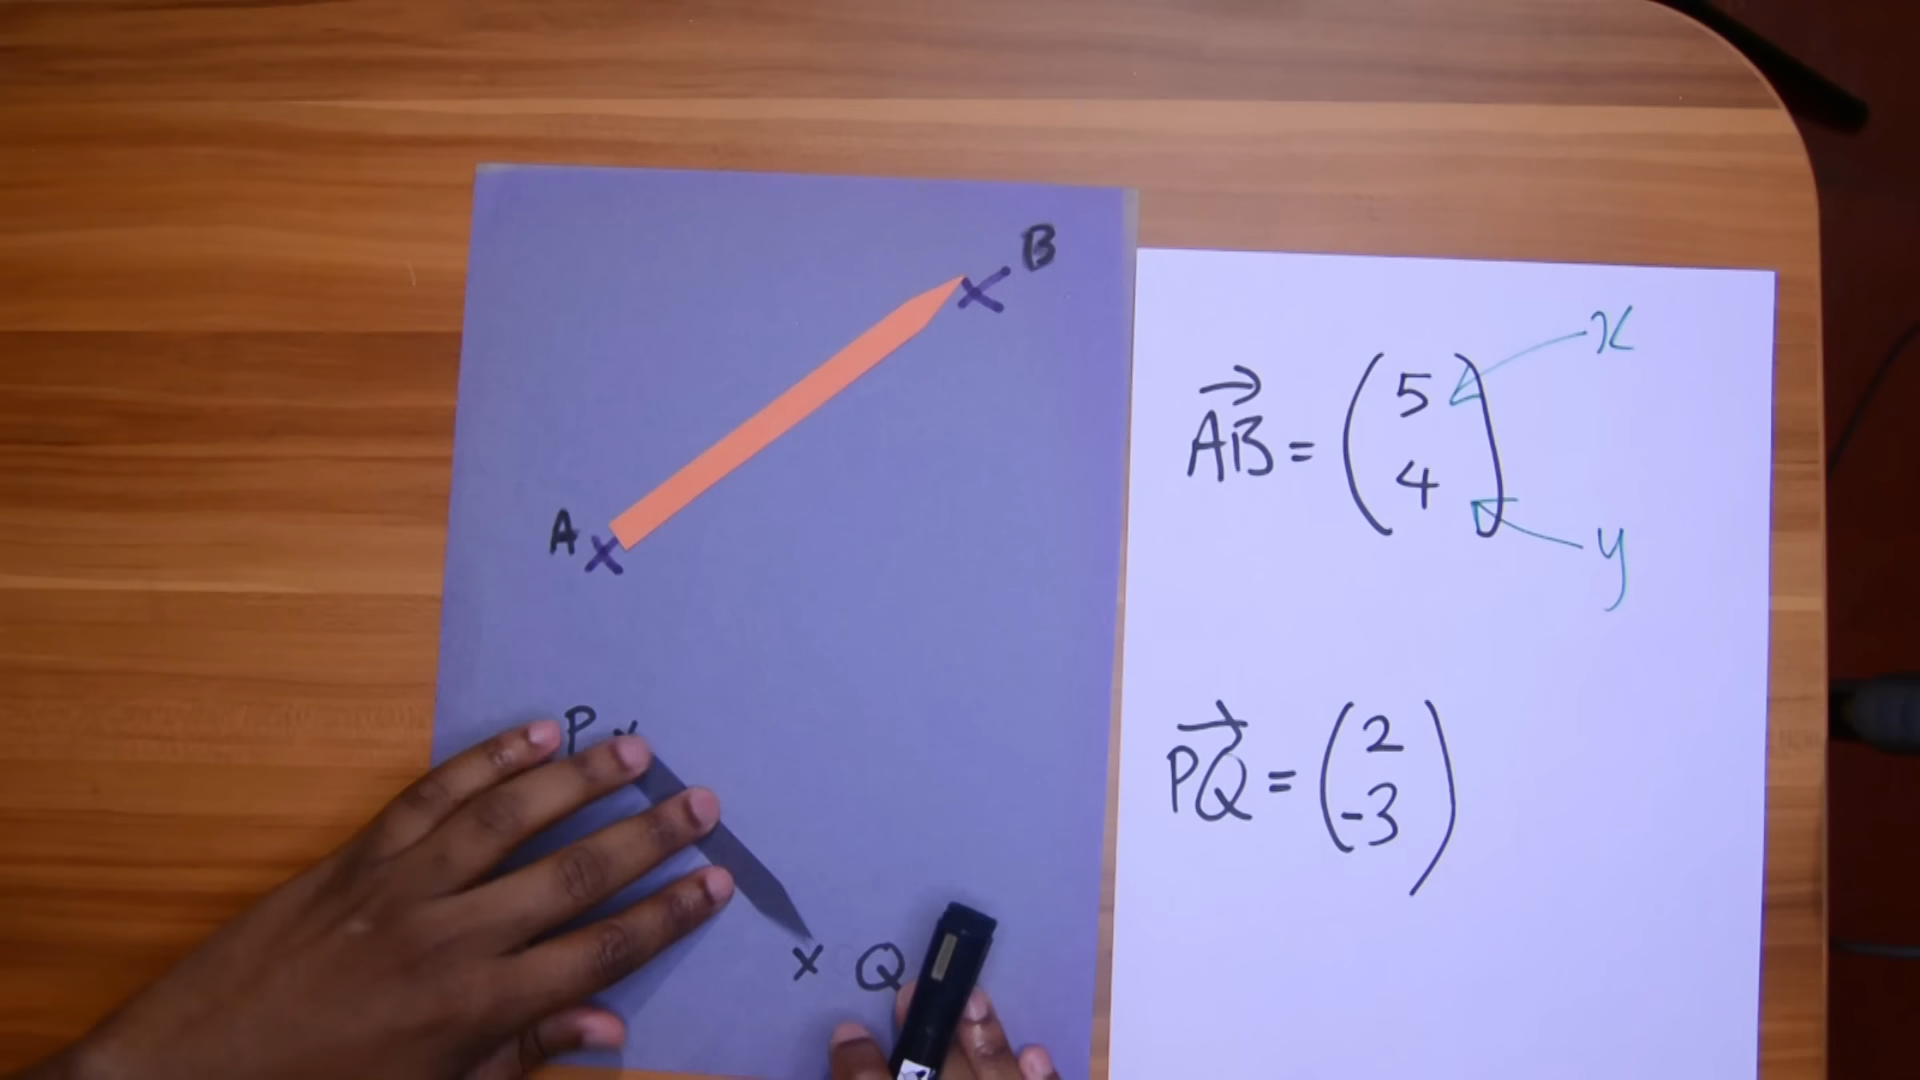 B
A
P
Q
x
AB = (5
4)
y
PQ = (2
-3)